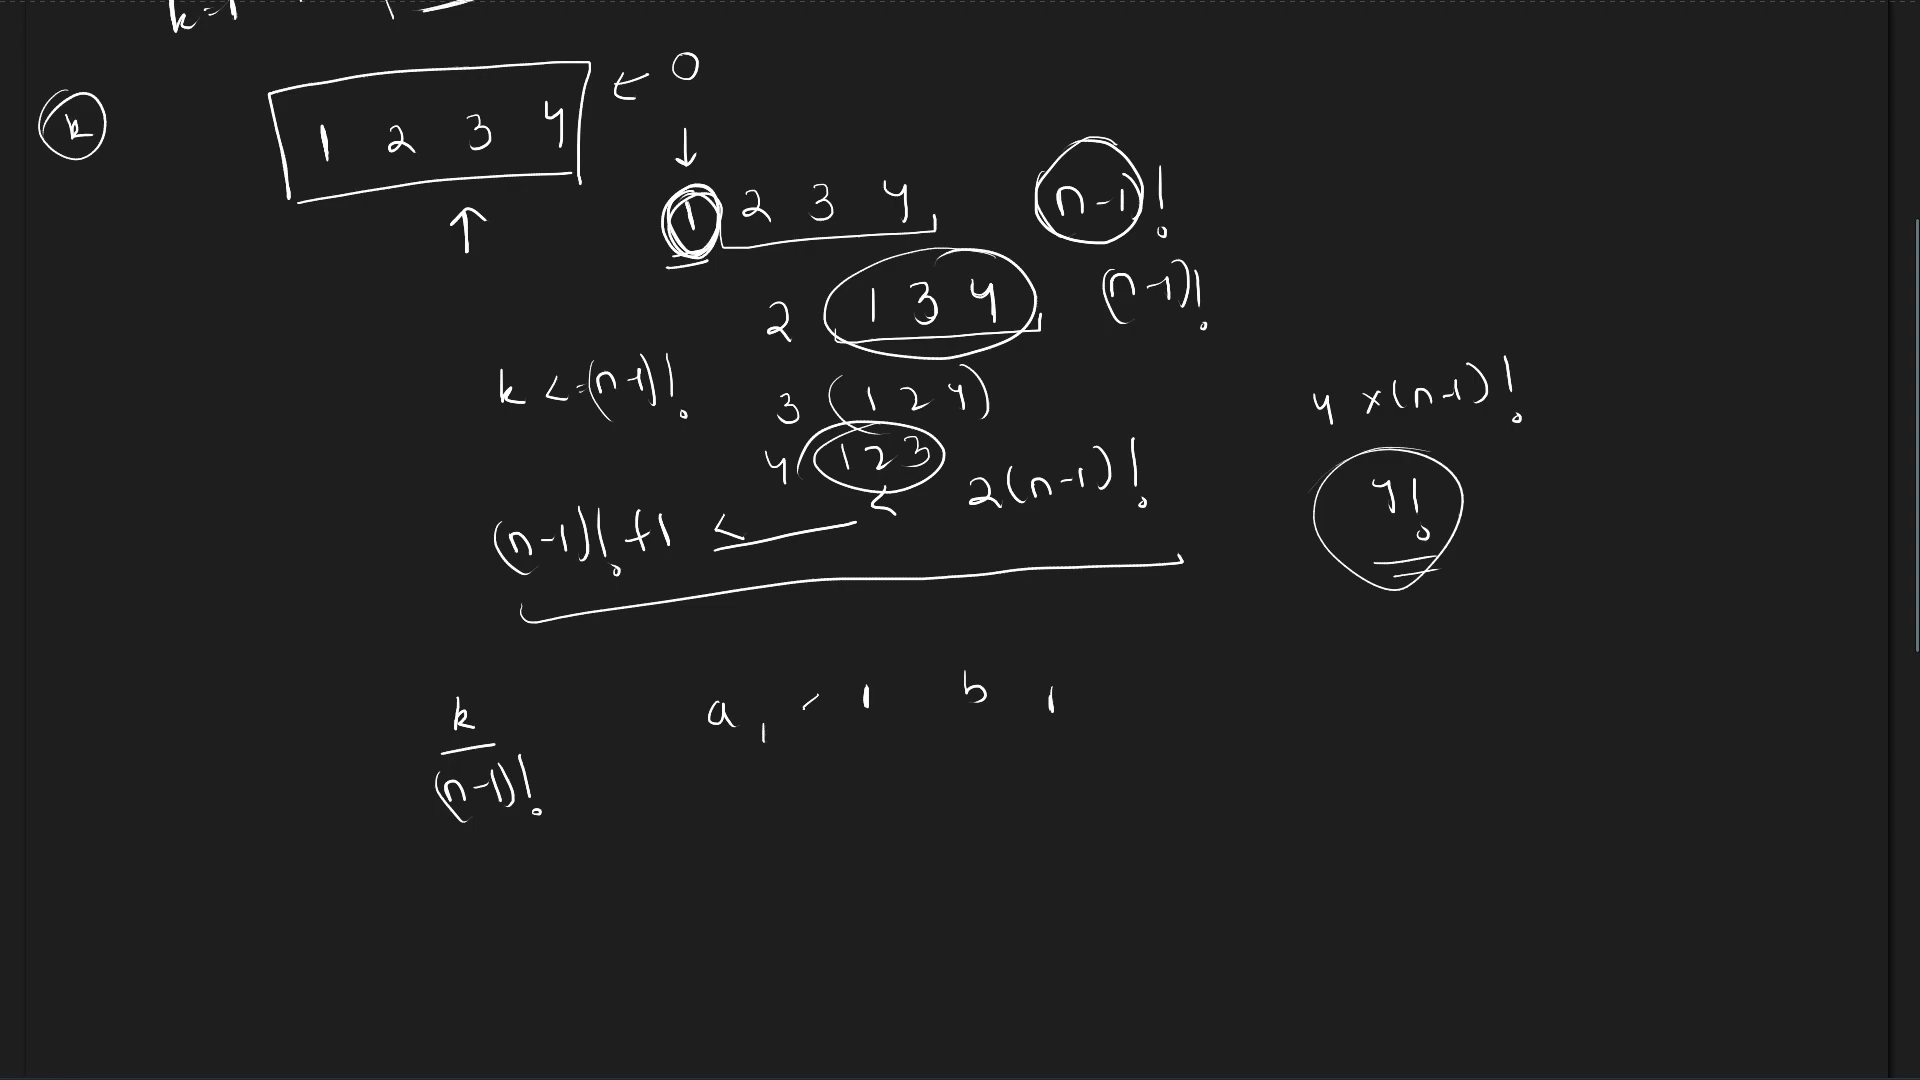 k-1
k
1 2 3 4 ← 0
↓
↑
1 2 3 4 (n-1)!
2 1 3 4 (n-1)!
k <= (n-1)! 3 (1 2 4) 4 x (n-1)!
4 (1 2 3) 4!
(n-1)! +1 < < 2(n-1)!
k a, 1 b 1
(n-1)!